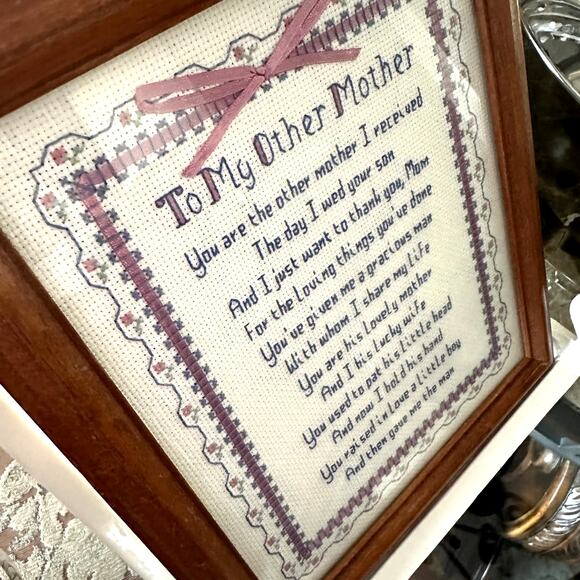 To My Other Mother
You are the other mother I received
The day I wed your son
And I just want to thank you, Mom
For the loving things you've done
You've given me a gracious man
With whom I share my life
You are his lovely mother
And I his lucky wife
You used to pat his little head
And now I hold his hand
You raised in love a little boy
And then gave me the man